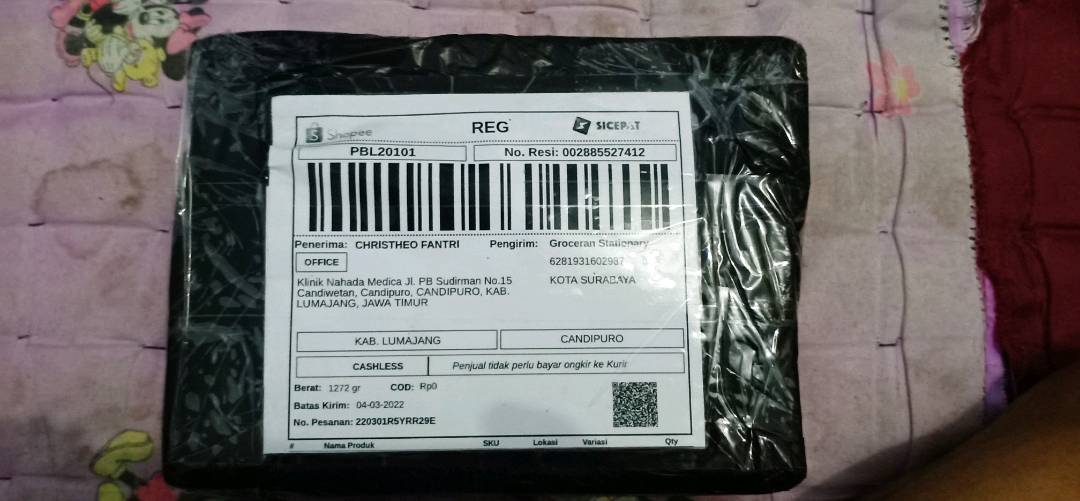 Shopee
REG
SICEPAT
PBL20101
No. Resi: 002885527412
Penerima: CHRISTHEO FANTRI
Pengirim: Groceran Stationary
OFFICE
6281931602987
Klinik Nahada Medica Jl. PB Sudirman No.15
Candiwetan, Candipuro, CANDIPURO, KAB.
LUMAJANG, JAWA TIMUR
KOTA SURABAYA
KAB. LUMAJANG
CANDIPURO
CASHLESS
Penjual tidak perlu bayar ongkir ke Kurir
Berat: 1272 gr
COD: Rp0
Batas Kirim: 04-03-2022
No. Pesanan: 220301R5YRR29E
# Nama Produk SKU Lokasi Variasi Qty